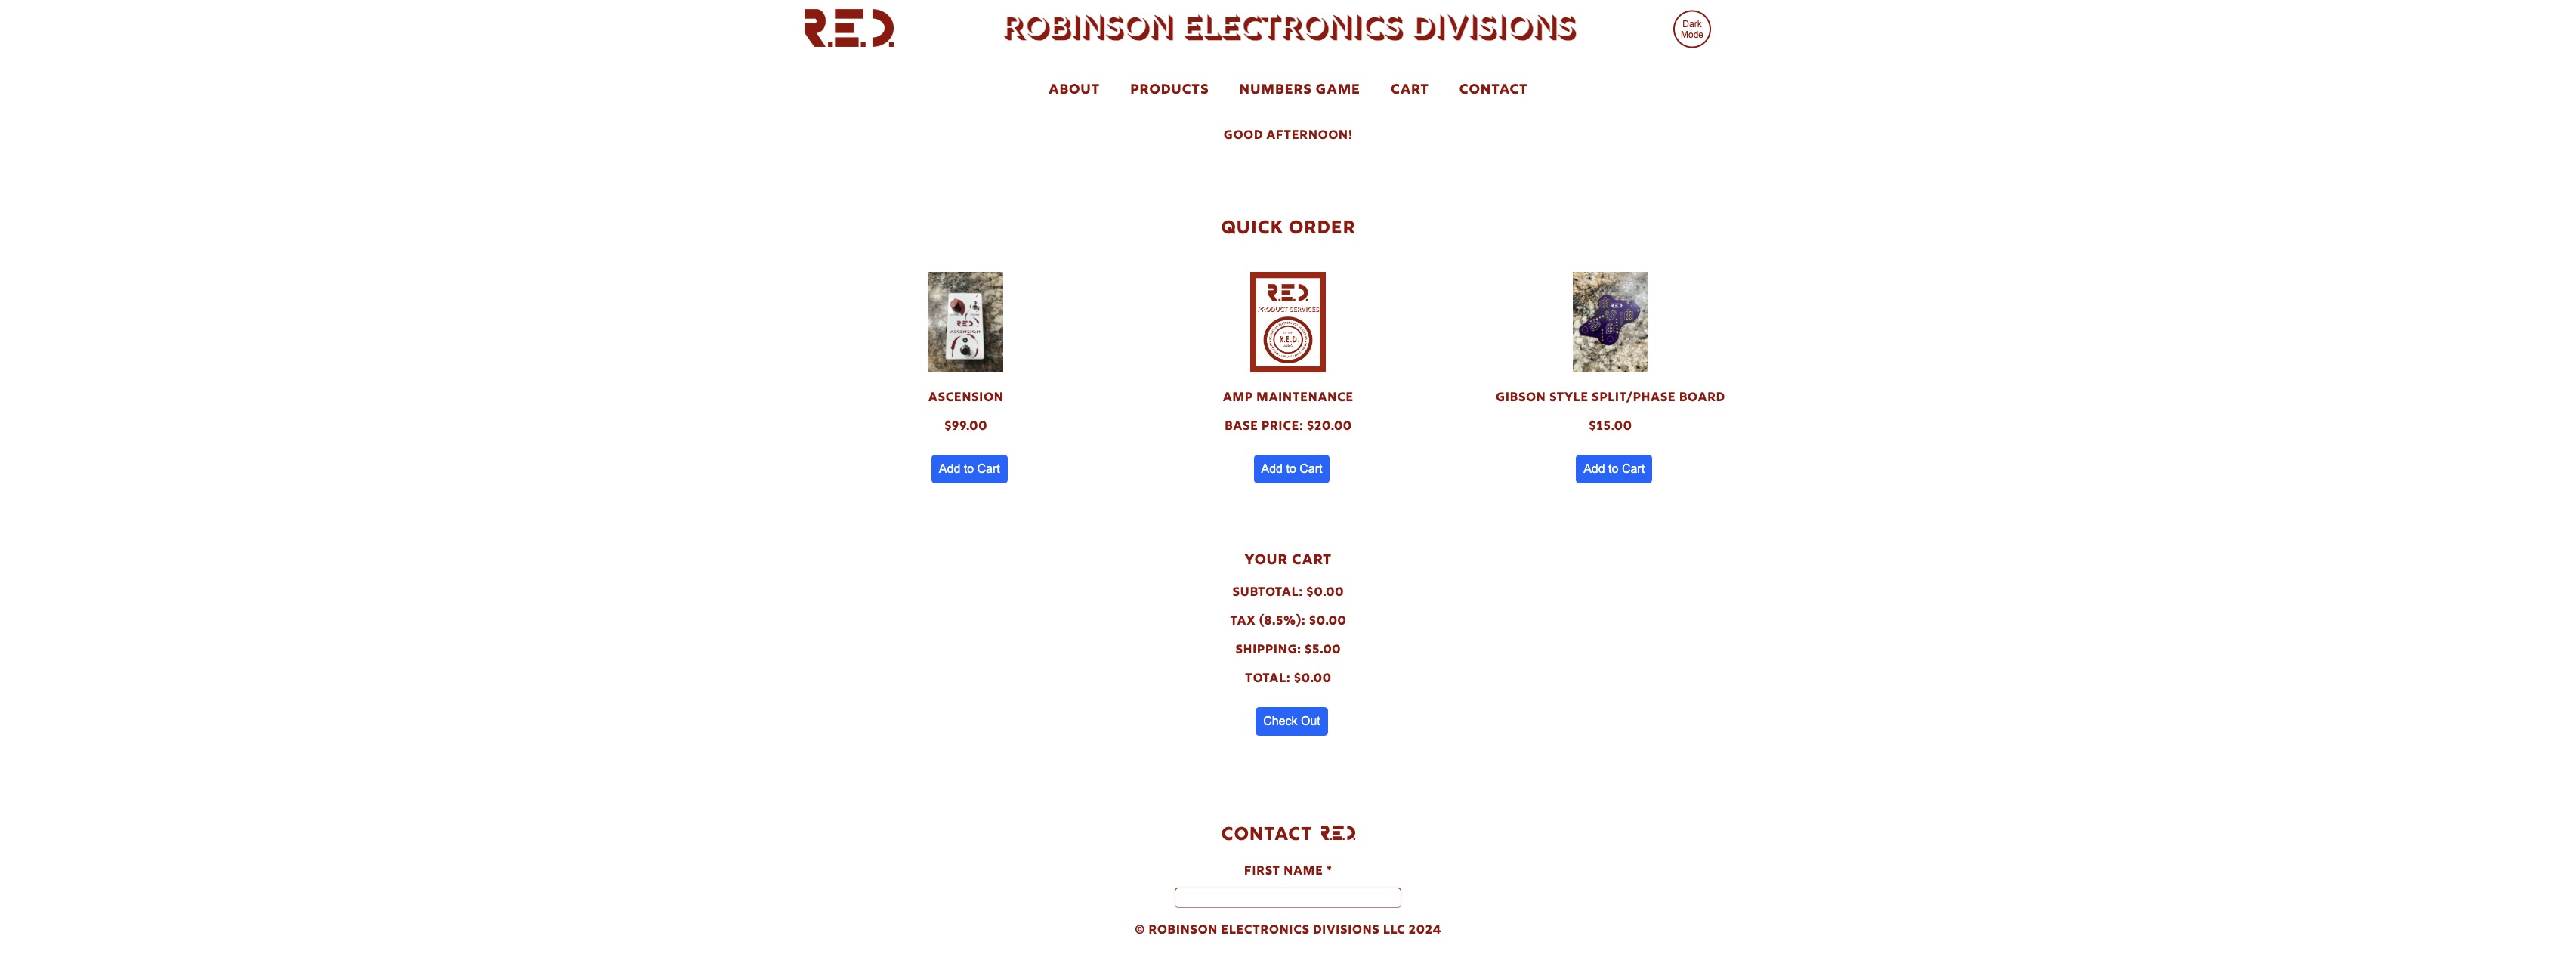 R.E.D.
ROBINSON ELECTRONICS DIVISIONS
Dark
Mode
ABOUT PRODUCTS NUMBERS GAME CART CONTACT
GOOD AFTERNOON!
QUICK ORDER
R.E.D.
ASCENSION
R.E.D.
PRODUCT SERVICES
R.E.D.
R.E.D.
ASCENSION AMP MAINTENANCE GIBSON STYLE SPLIT/PHASE BOARD
$99.00 BASE PRICE: $20.00 $15.00
Add to Cart Add to Cart Add to Cart
YOUR CART
SUBTOTAL: $0.00
TAX (8.5%): $0.00
SHIPPING: $5.00
TOTAL: $0.00
Check Out
CONTACT R.E.D.
FIRST NAME *
© ROBINSON ELECTRONICS DIVISIONS LLC 2024